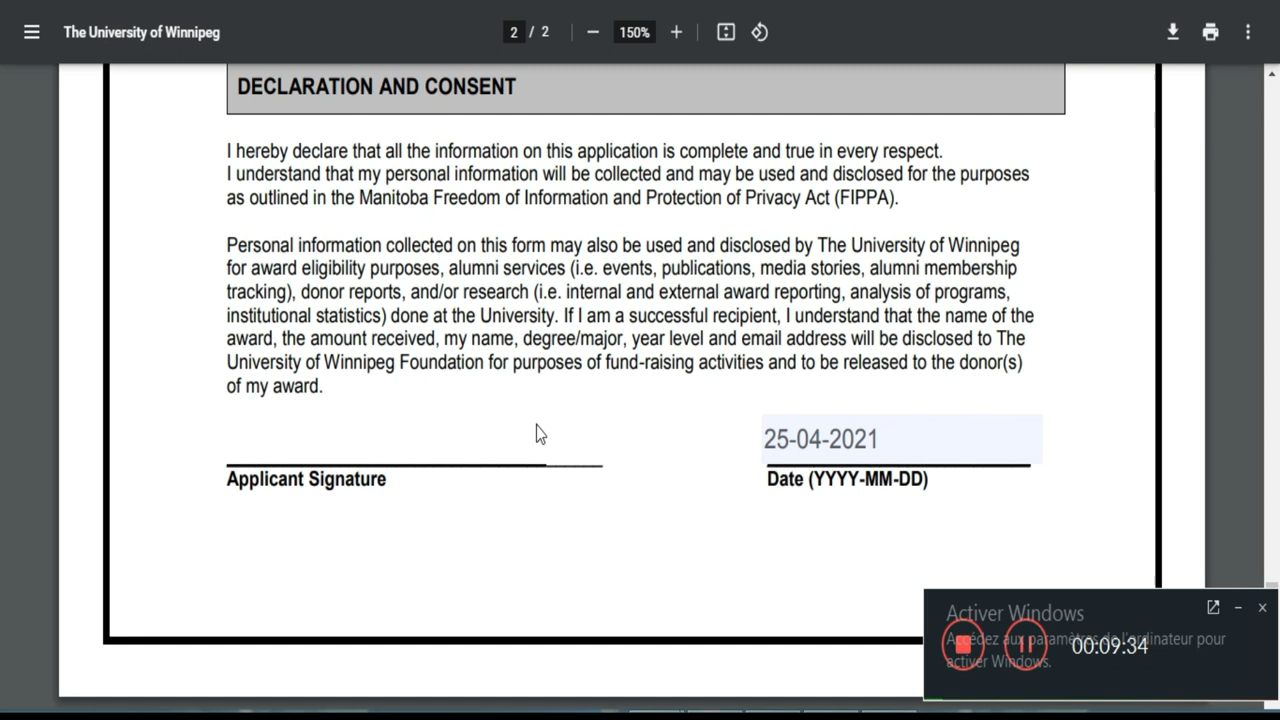 The University of Winnipeg
2 / 2
150%
DECLARATION AND CONSENT
I hereby declare that all the information on this application is complete and true in every respect.
I understand that my personal information will be collected and may be used and disclosed for the purposes
as outlined in the Manitoba Freedom of Information and Protection of Privacy Act (FIPPA).
Personal information collected on this form may also be used and disclosed by The University of Winnipeg
for award eligibility purposes, alumni services (i.e. events, publications, media stories, alumni membership
tracking), donor reports, and/or research (i.e. internal and external award reporting, analysis of programs,
institutional statistics) done at the University. If I am a successful recipient, I understand that the name of the
award, the amount received, my name, degree/major, year level and email address will be disclosed to The
University of Winnipeg Foundation for purposes of fund-raising activities and to be released to the donor(s)
of my award.
25-04-2021
Applicant Signature
Date (YYYY-MM-DD)
Activer Windows
Accédez aux paramètres de l'ordinateur pour
activer Windows.
00:09:34